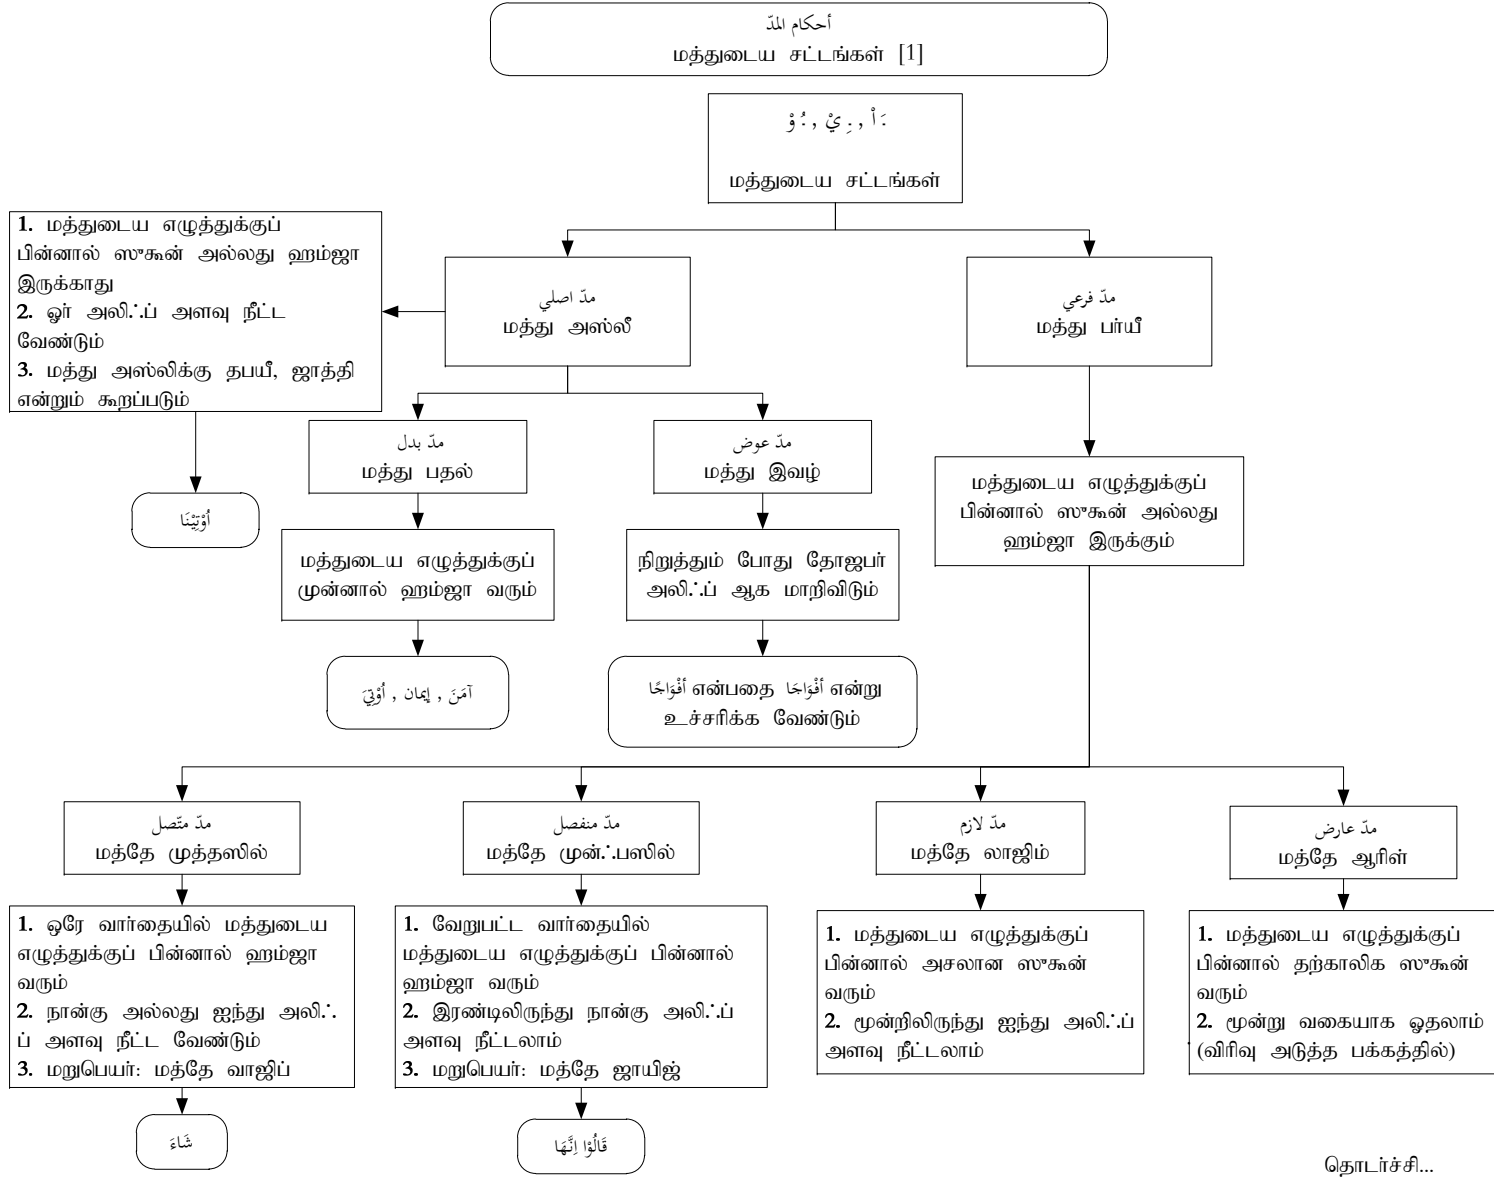 أحكام المدّ
மத்துடைய சட்டங்கள் [1]
ـَ اْ , ـِ يْ , ـُ وْ
மத்துடைய சட்டங்கள்
1. மத்துடைய எழுத்துக்குப்
பின்னால் ஸுகூன் அல்லது ஹம்ஜா
இருக்காது
2. ஓர் அலிஃப் அளவு நீட்ட
வேண்டும்
3. மத்து அஸ்லிக்கு தபயீ, ஜாத்தி
என்றும் கூறப்படும்
مدّ اصلي
மத்து அஸ்லீ
مدّ فرعي
மத்து பர்யீ
مدّ بدل
மத்து பதல்
مدّ عوض
மத்து இவழ்
மத்துடைய எழுத்துக்குப்
பின்னால் ஸுகூன் அல்லது
ஹம்ஜா இருக்கும்
اُوْتِيْنَا
மத்துடைய எழுத்துக்குப்
முன்னால் ஹம்ஜா வரும்
நிறுத்தும் போது தோஜபர்
அலிஃப் ஆக மாறிவிடும்
آمَنَ , إيمان , اُوْتِيَ
أفْوَاجًا என்பதை أفْوَاجَا என்று
உச்சரிக்க வேண்டும்
مدّ متّصل
மத்தே முத்தஸில்
مدّ منفصل
மத்தே முன்ஃபஸில்
مدّ لازم
மத்தே லாஜிம்
مدّ عارض
மத்தே ஆரிள்
1. ஒரே வார்தையில் மத்துடைய
எழுத்துக்குப் பின்னால் ஹம்ஜா
வரும்
2. நான்கு அல்லது ஐந்து அலிஃ
ப் அளவு நீட்ட வேண்டும்
3. மறுபெயர்: மத்தே வாஜிப்
1. வேறுபட்ட வார்தையில்
மத்துடைய எழுத்துக்குப் பின்னால்
ஹம்ஜா வரும்
2. இரண்டிலிருந்து நான்கு அலிஃப்
அளவு நீட்டலாம்
3. மறுபெயர்: மத்தே ஜாயிஜ்
1. மத்துடைய எழுத்துக்குப்
பின்னால் அசலான ஸுகூன்
வரும்
2. மூன்றிலிருந்து ஐந்து அலிஃப்
அளவு நீட்டலாம்
1. மத்துடைய எழுத்துக்குப்
பின்னால் தற்காலிக ஸுகூன்
வரும்
2. மூன்று வகையாக ஓதலாம்
(விரிவு அடுத்த பக்கத்தில்)
شَاءَ
قَالُوْا اِنَّهَا
தொடர்ச்சி...